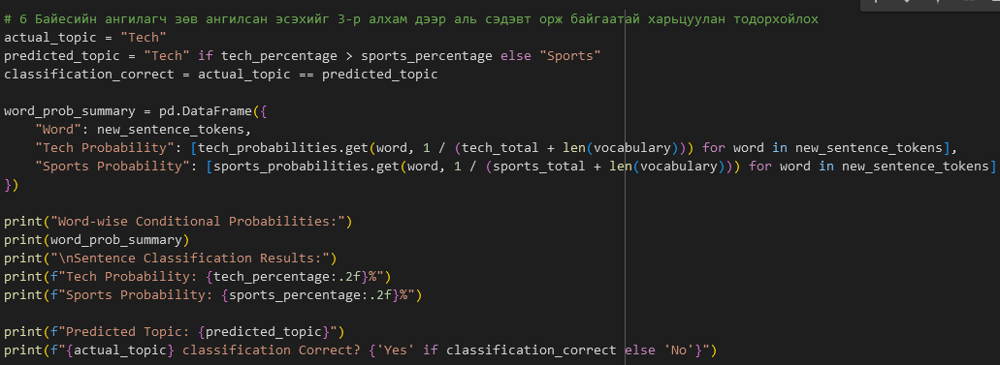 # 6 Байесийн ангилагч зөв ангилсан эсэхийг 3-р алхам дээр аль сэдэвт орж байгаатай харьцуулан тодорхойлох
actual_topic = "Tech"
predicted_topic = "Tech" if tech_percentage > sports_percentage else "Sports"
classification_correct = actual_topic == predicted_topic
word_prob_summary = pd.DataFrame({
    "Word": new_sentence_tokens,
    "Tech Probability": [tech_probabilities.get(word, 1 / (tech_total + len(vocabulary))) for word in new_sentence_tokens],
    "Sports Probability": [sports_probabilities.get(word, 1 / (sports_total + len(vocabulary))) for word in new_sentence_tokens]
})
print("Word-wise Conditional Probabilities:")
print(word_prob_summary)
print("\nSentence Classification Results:")
print(f"Tech Probability: {tech_percentage:.2f}%")
print(f"Sports Probability: {sports_percentage:.2f}%")
print(f"Predicted Topic: {predicted_topic}")
print(f"{actual_topic} classification Correct? {'Yes' if classification_correct else 'No'}")